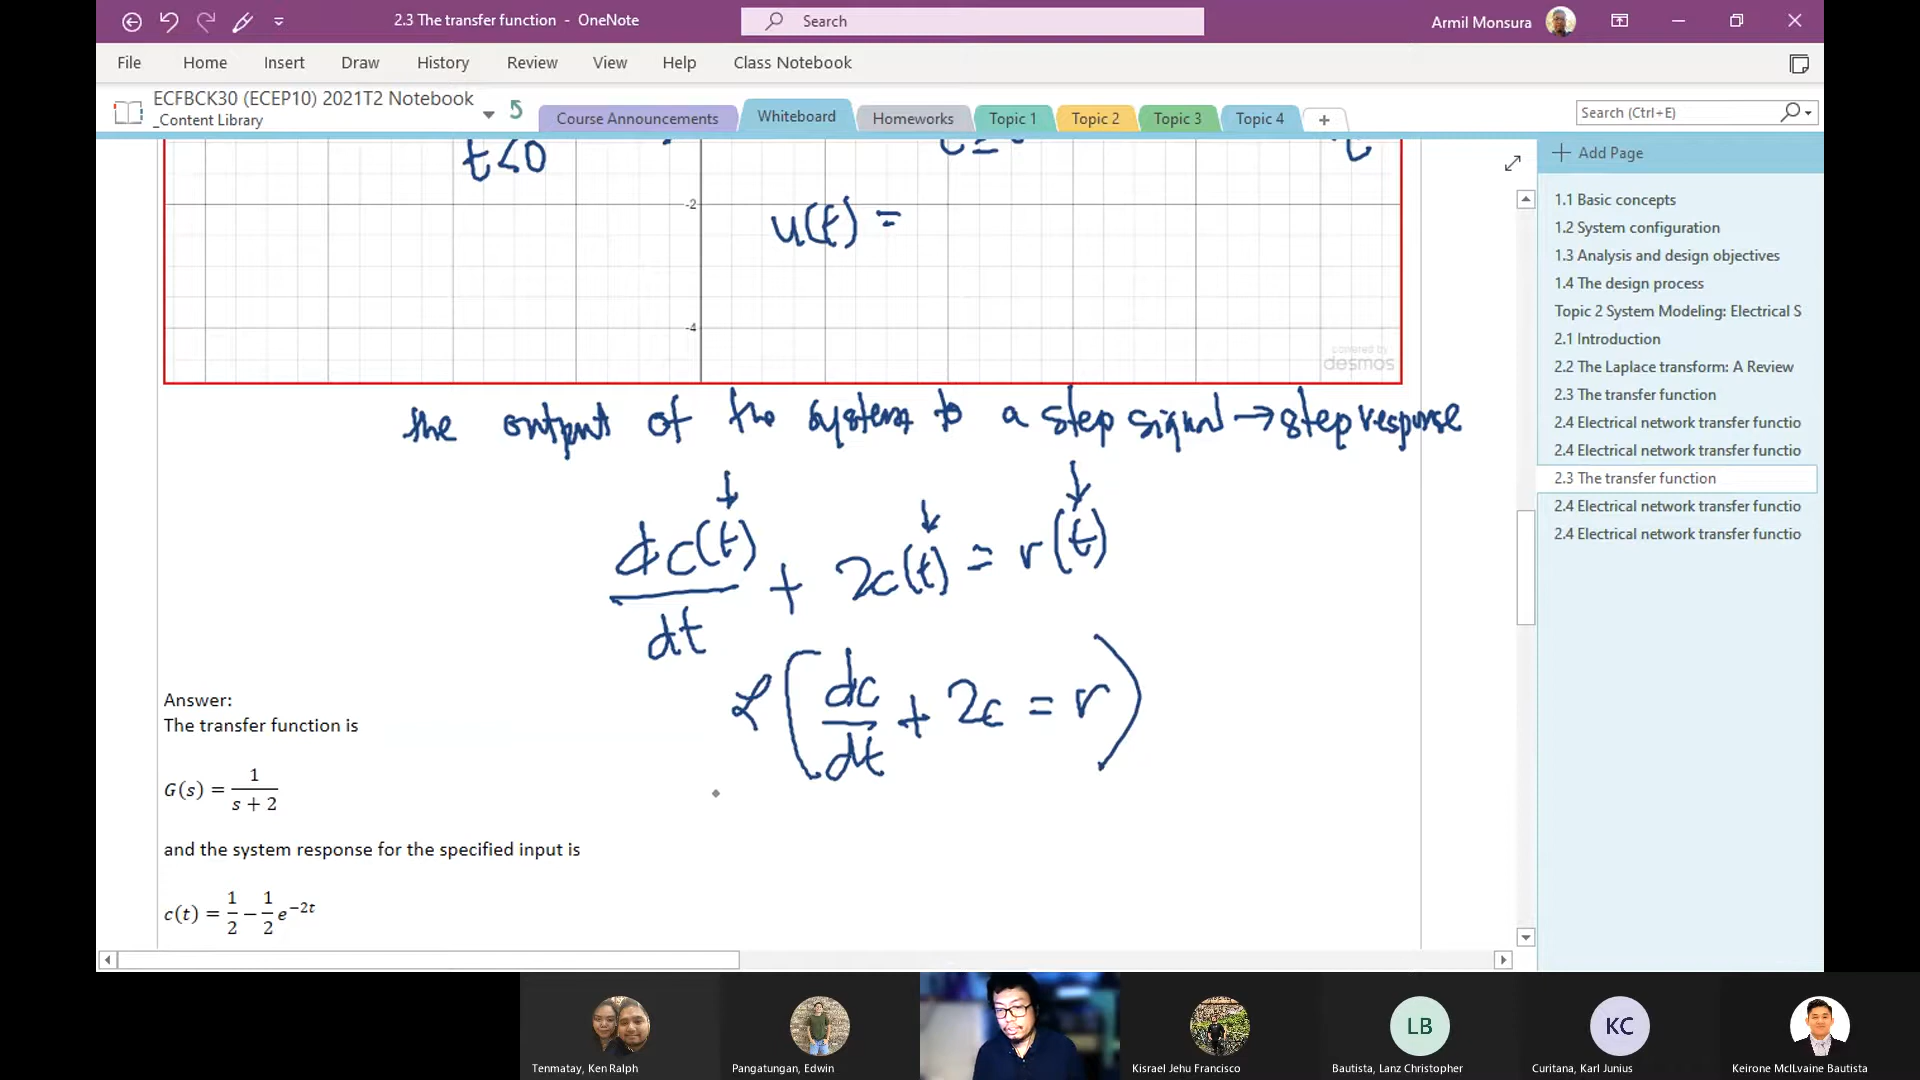 2.3 The transfer function - OneNote
Search
Armil Monsura
File Home Insert Draw History Review View Help Class Notebook
ECFBCK30 (ECEP10) 2021T2 Notebook
_Content Library
Course Announcements Whiteboard Homeworks Topic 1 Topic 2 Topic 3 Topic 4 +
Search (Ctrl+E)
Add Page
1.1 Basic concepts
1.2 System configuration
1.3 Analysis and design objectives
1.4 The design process
Topic 2 System Modeling: Electrical S
2.1 Introduction
2.2 The Laplace transform: A Review
2.3 The transfer function
2.4 Electrical network transfer functio
2.4 Electrical network transfer functio
2.3 The transfer function
2.4 Electrical network transfer functio
2.4 Electrical network transfer functio
t<0
-2
u(t) =
-4
powered by
desmos
the output of the system to a step signal → step response
dc(t)/dt + 2c(t) = r(t)
ℒ(dc/dt + 2c = r)
Answer:
The transfer function is
G(s) = 1/(s + 2)
and the system response for the specified input is
c(t) = 1/2 − 1/2 e^(−2t)
LB KC
Tenmatay, Ken Ralph
Pangatungan, Edwin
Kisrael Jehu Francisco
Bautista, Lanz Christopher
Curitana, Karl Junius
Keirone McIlvaine Bautista